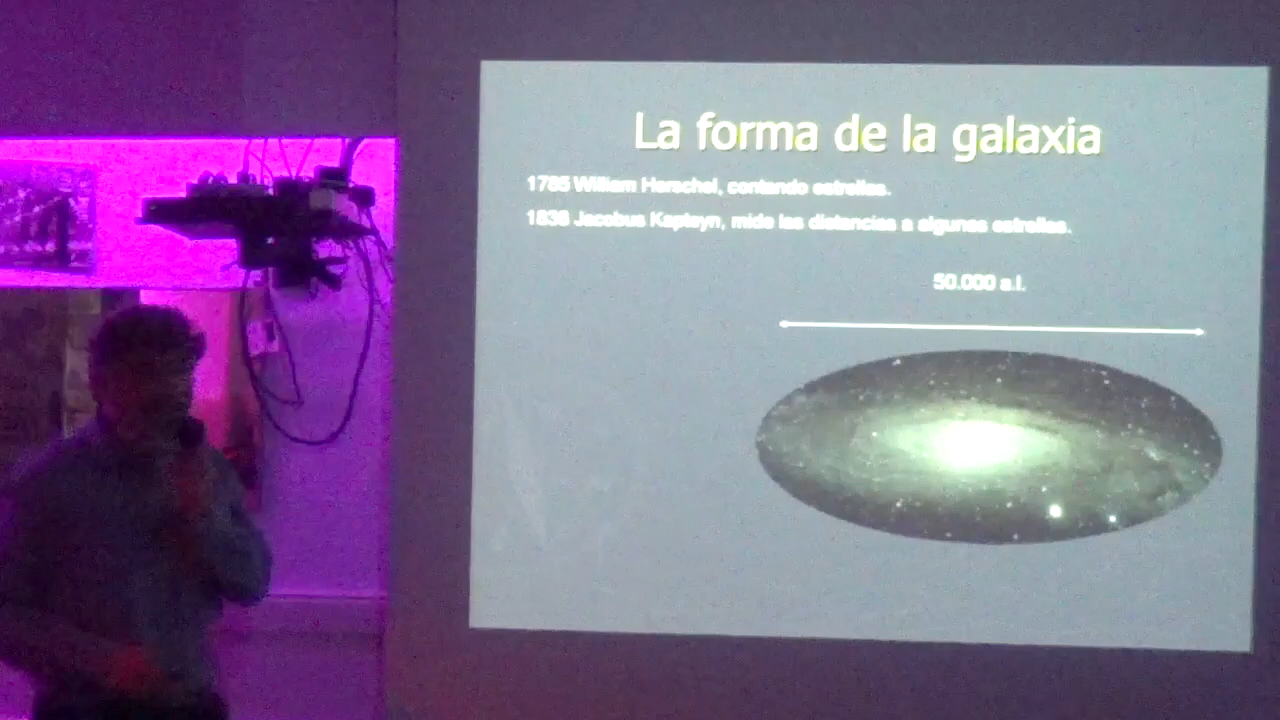 La forma de la galaxia
1785 William Herschel, contando estrellas.
1836 Jacobus Kapteyn, mide las distancias a algunas estrellas.
50.000 a.l.